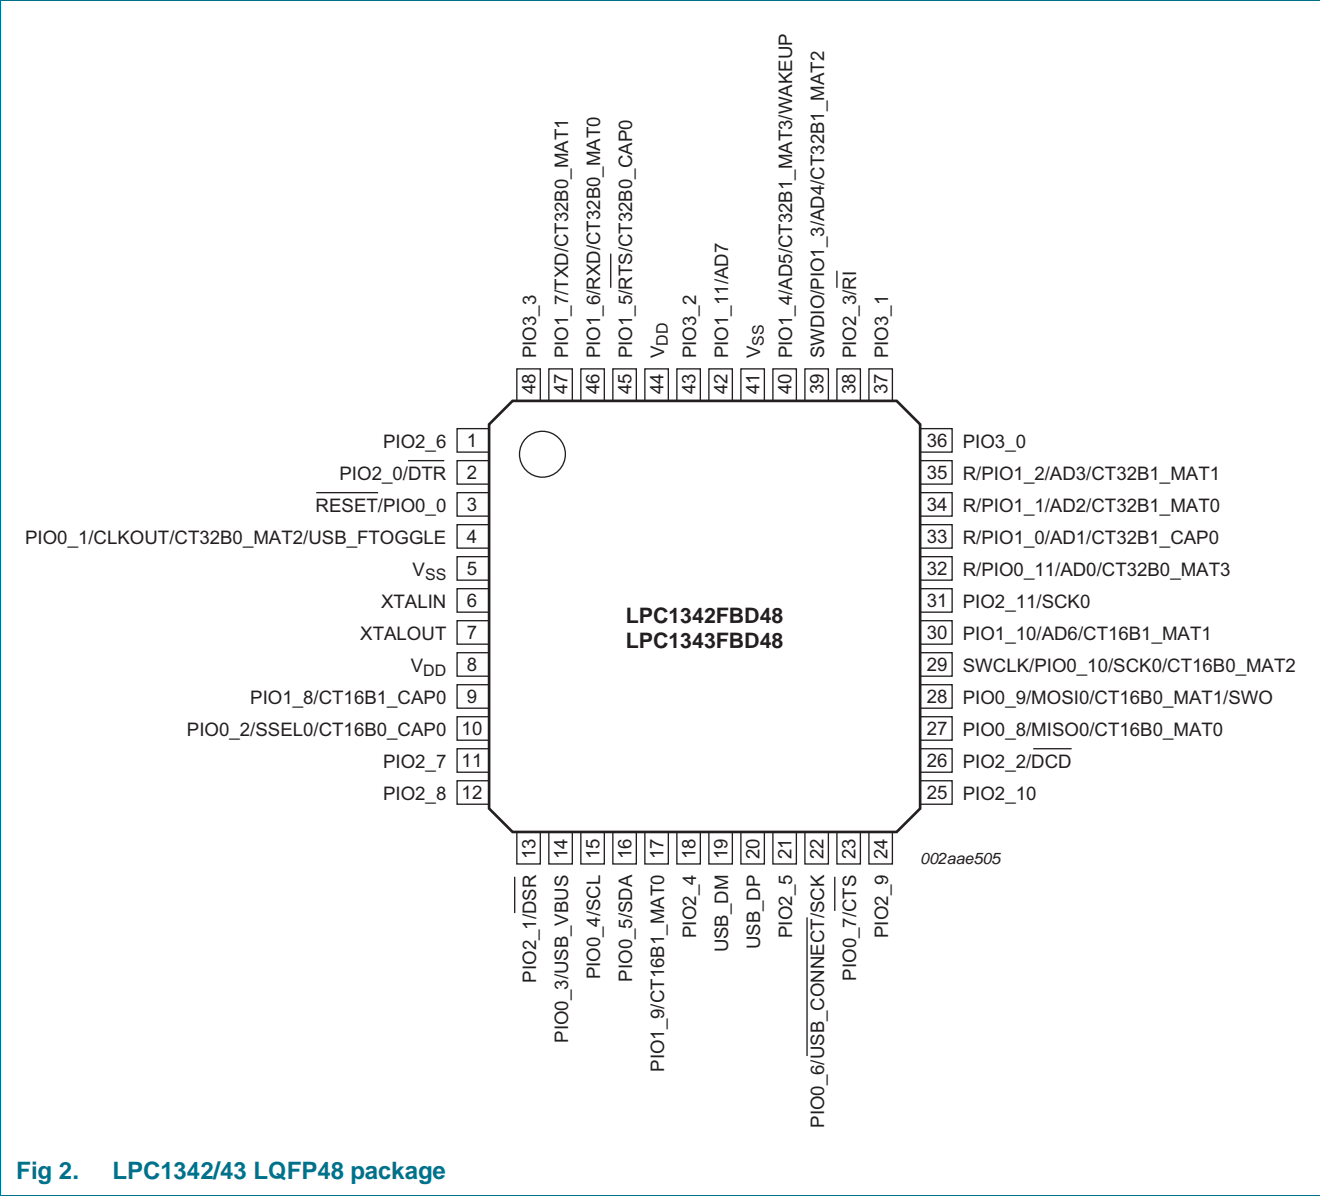 PIO3_3
PIO1_7/TXD/CT32B0_MAT1
PIO1_6/RXD/CT32B0_MAT0
PIO1_5/RTS/CT32B0_CAP0
VDD
PIO3_2
PIO1_11/AD7
VSS
PIO1_4/AD5/CT32B1_MAT3/WAKEUP
SWDIO/PIO1_3/AD4/CT32B1_MAT2
PIO2_3/RI
PIO3_1
48
47
46
45
44
43
42
41
40
39
38
37
PIO2_6 1
PIO2_0/DTR 2
RESET/PIO0_0 3
PIO0_1/CLKOUT/CT32B0_MAT2/USB_FTOGGLE 4
VSS 5
XTALIN 6
XTALOUT 7
VDD 8
PIO1_8/CT16B1_CAP0 9
PIO0_2/SSEL0/CT16B0_CAP0 10
PIO2_7 11
PIO2_8 12
LPC1342FBD48
LPC1343FBD48
36 PIO3_0
35 R/PIO1_2/AD3/CT32B1_MAT1
34 R/PIO1_1/AD2/CT32B1_MAT0
33 R/PIO1_0/AD1/CT32B1_CAP0
32 R/PIO0_11/AD0/CT32B0_MAT3
31 PIO2_11/SCK0
30 PIO1_10/AD6/CT16B1_MAT1
29 SWCLK/PIO0_10/SCK0/CT16B0_MAT2
28 PIO0_9/MOSI0/CT16B0_MAT1/SWO
27 PIO0_8/MISO0/CT16B0_MAT0
26 PIO2_2/DCD
25 PIO2_10
13
14
15
16
17
18
19
20
21
22
23
24
PIO2_1/DSR
PIO0_3/USB_VBUS
PIO0_4/SCL
PIO0_5/SDA
PIO1_9/CT16B1_MAT0
PIO2_4
USB_DM
USB_DP
PIO2_5
PIO0_6/USB_CONNECT/SCK
PIO0_7/CTS
PIO2_9
002aae505
Fig 2. LPC1342/43 LQFP48 package